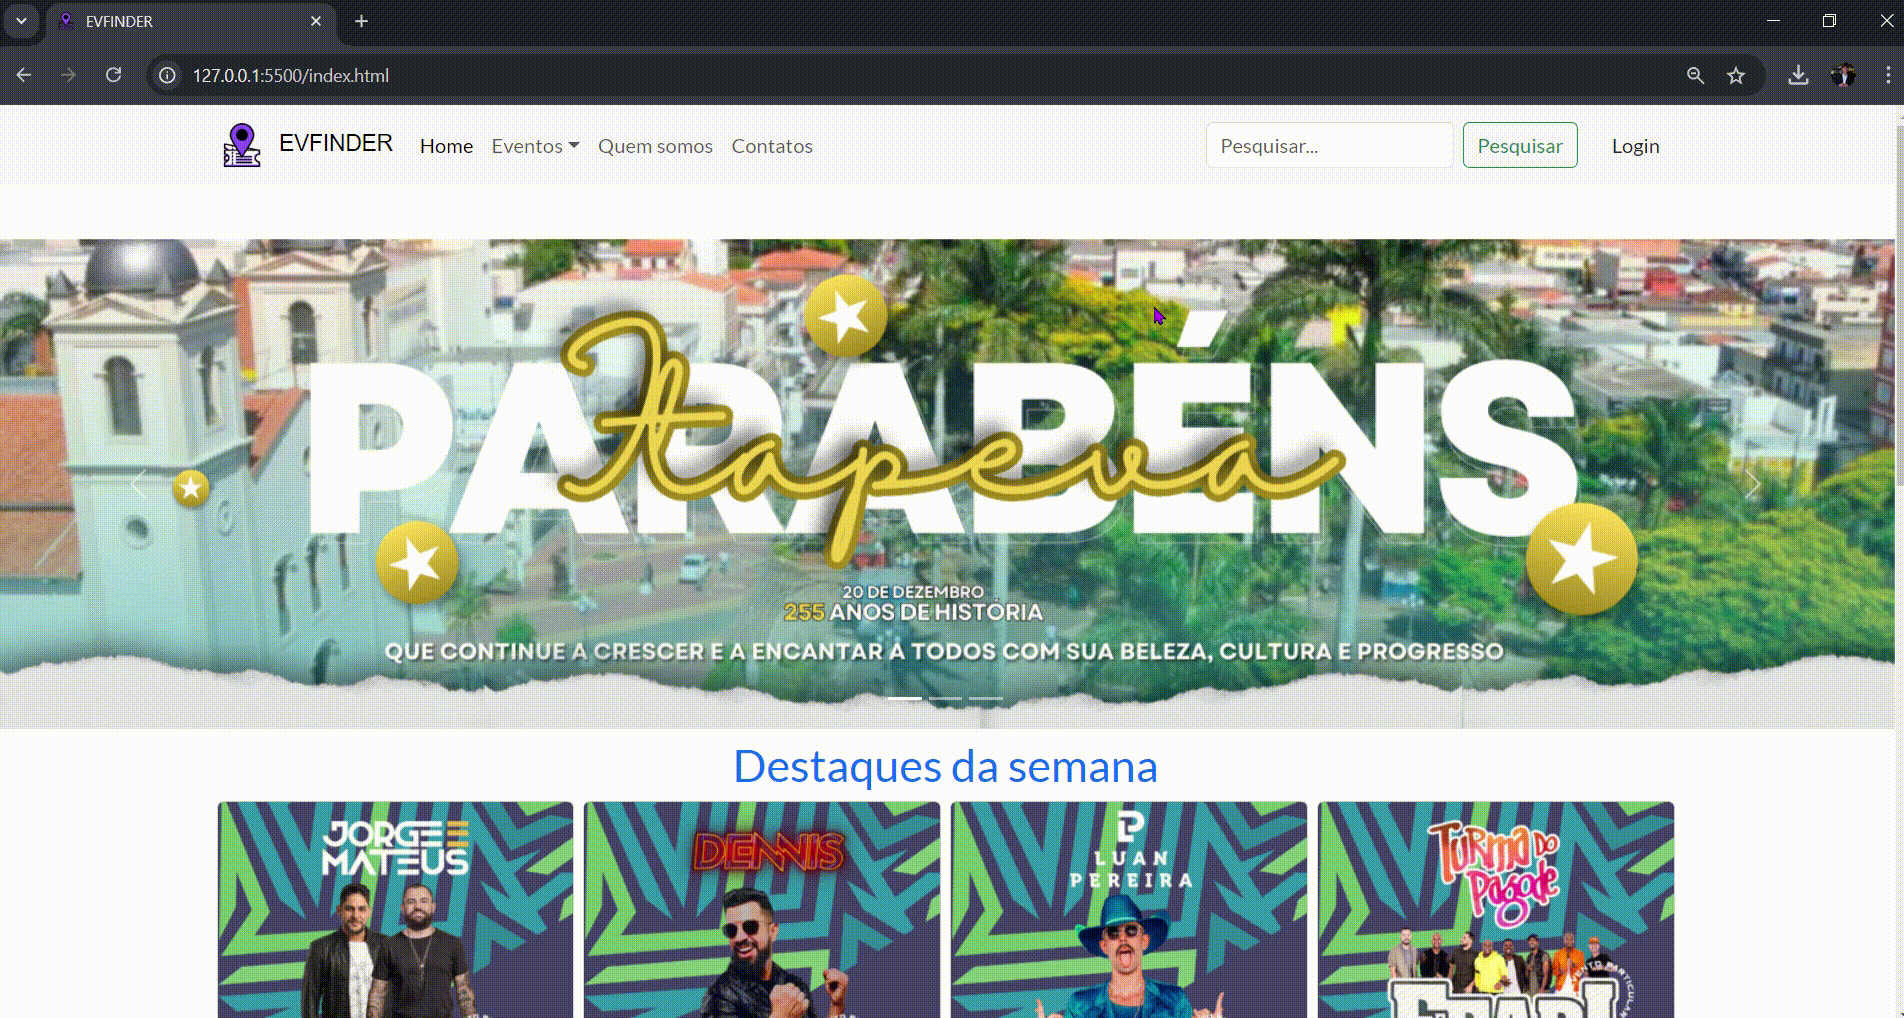 EVFINDER
127.0.0.1:5500/index.html
EVFINDER
Home
Eventos
Quem somos
Contatos
Pesquisar...
Pesquisar
Login
PARABÉNS
Itapeva
20 DE DEZEMBRO
255 ANOS DE HISTÓRIA
QUE CONTINUE A CRESCER E A ENCANTAR À TODOS COM SUA BELEZA, CULTURA E PROGRESSO
Destaques da semana
JORGE E
MATEUS
DENNIS
LUAN
PEREIRA
TURMA DO
Pagode